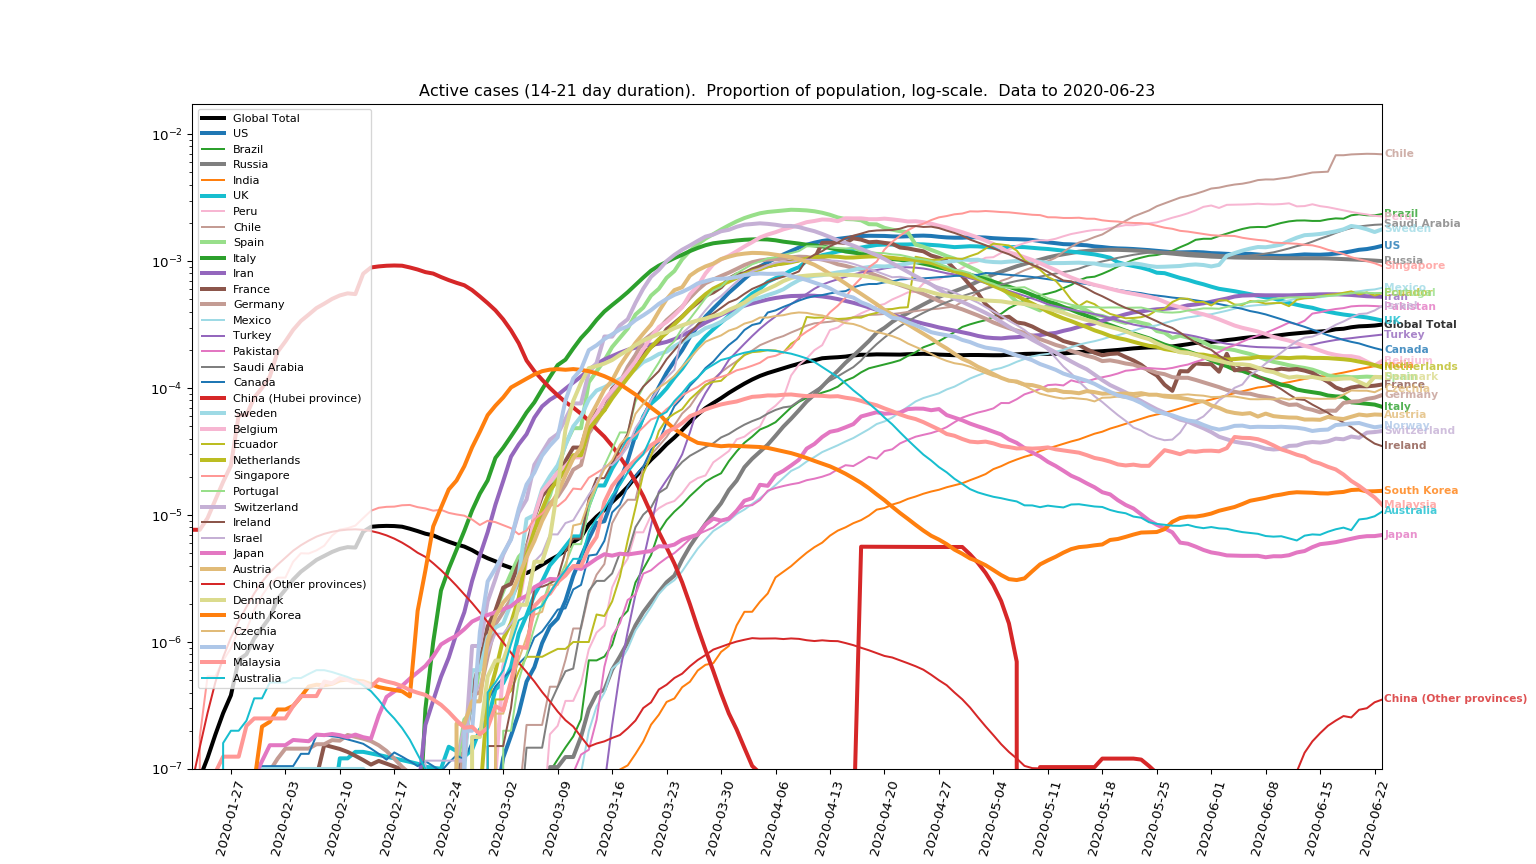 Active cases (14-21 day duration).  Proportion of population, log-scale.  Data to 2020-06-23
10⁻²
10⁻³
10⁻⁴
10⁻⁵
10⁻⁶
10⁻⁷
Global Total
US
Brazil
Russia
India
UK
Peru
Chile
Spain
Italy
Iran
France
Germany
Mexico
Turkey
Pakistan
Saudi Arabia
Canada
China (Hubei province)
Sweden
Belgium
Ecuador
Netherlands
Singapore
Portugal
Switzerland
Ireland
Israel
Japan
Austria
China (Other provinces)
Denmark
South Korea
Czechia
Norway
Malaysia
Australia
Chile
Brazil
Saudi Arabia
Sweden
US
Russia
Singapore
Mexico
Iran
Pakistan
UK
Global Total
Turkey
Canada
Belgium
Netherlands
Denmark
France
Germany
Italy
Austria
Norway
Switzerland
Ireland
South Korea
Malaysia
Australia
Japan
China (Other provinces)
2020-01-27
2020-02-03
2020-02-10
2020-02-17
2020-02-24
2020-03-02
2020-03-09
2020-03-16
2020-03-23
2020-03-30
2020-04-06
2020-04-13
2020-04-20
2020-04-27
2020-05-04
2020-05-11
2020-05-18
2020-05-25
2020-06-01
2020-06-08
2020-06-15
2020-06-22